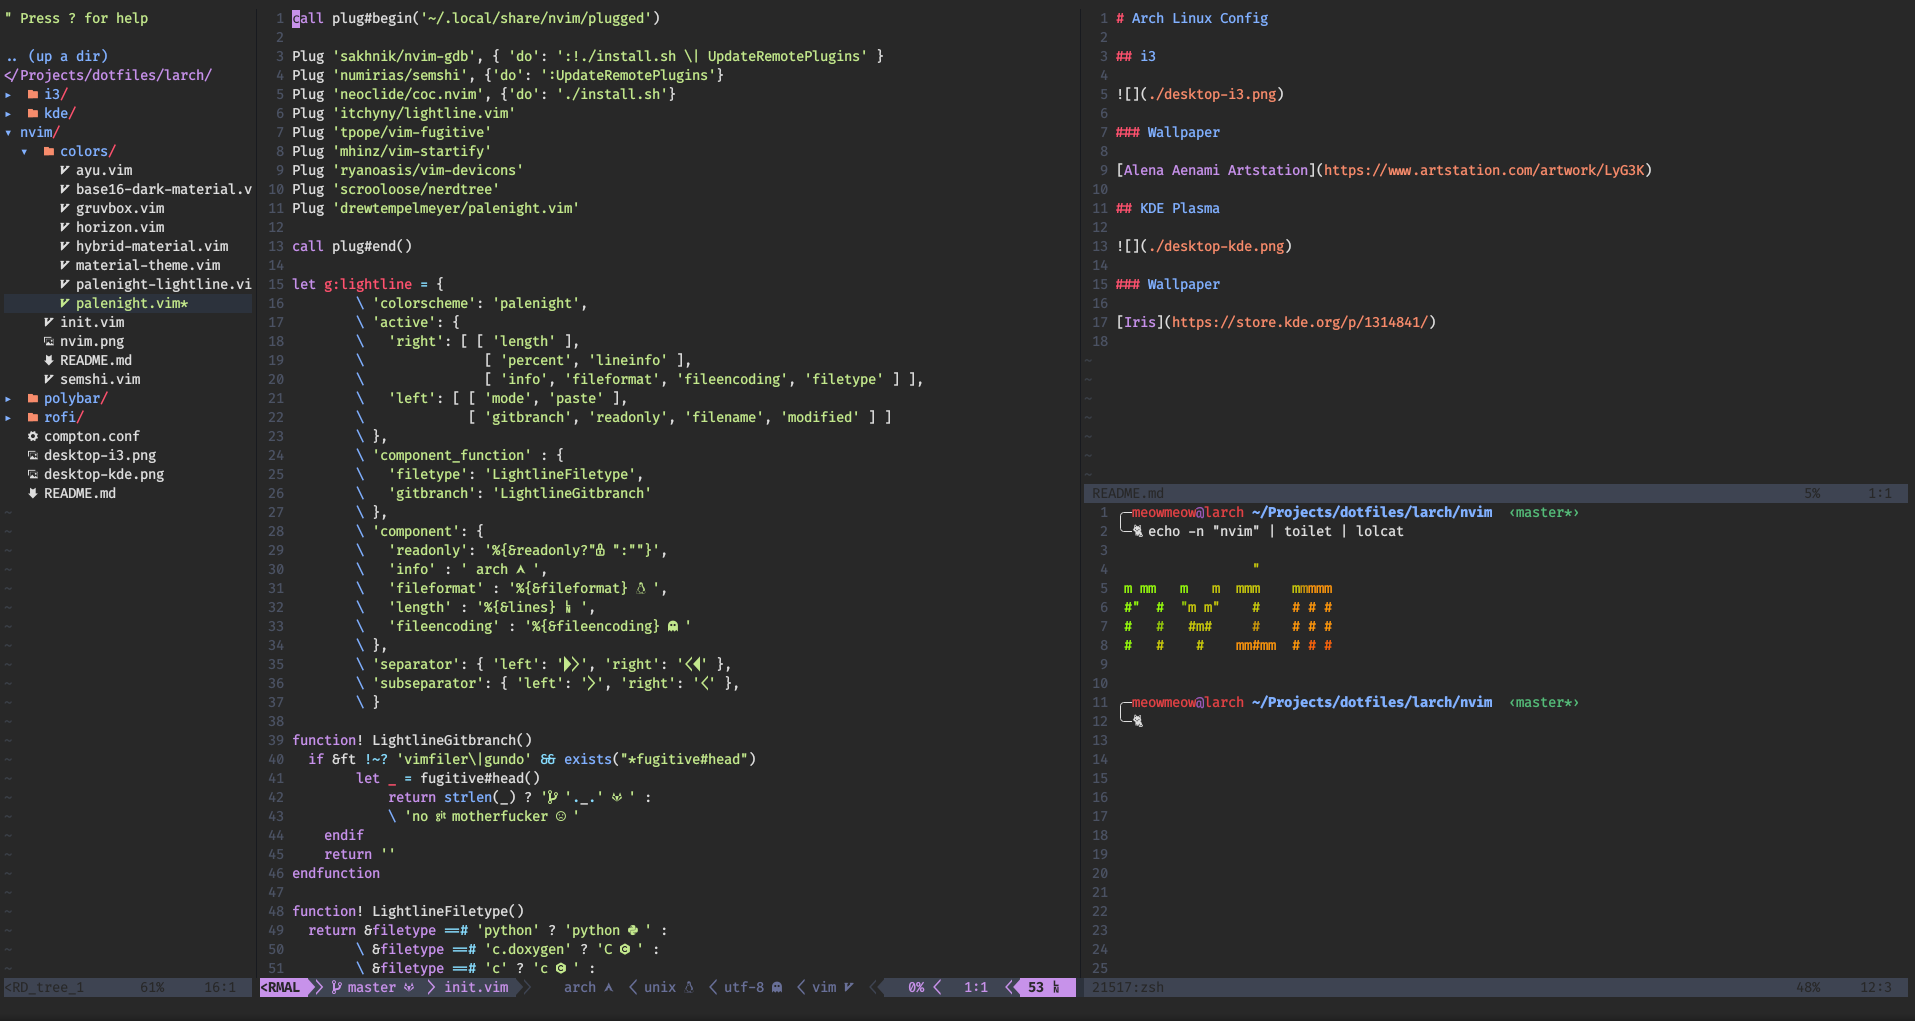 " Press ? for help
.. (up a dir)
</Projects/dotfiles/larch/
▸ i3/
▸ kde/
▾ nvim/
▾ colors/
ayu.vim
base16-dark-material.v
gruvbox.vim
horizon.vim
hybrid-material.vim
material-theme.vim
palenight-lightline.vi
palenight.vim*
init.vim
nvim.png
README.md
semshi.vim
▸ polybar/
▸ rofi/
compton.conf
desktop-i3.png
desktop-kde.png
README.md
<RD_tree_1 61% 16:1
1 call plug#begin('~/.local/share/nvim/plugged')
2
3 Plug 'sakhnik/nvim-gdb', { 'do': ':!./install.sh \| UpdateRemotePlugins' }
4 Plug 'numirias/semshi', {'do': ':UpdateRemotePlugins'}
5 Plug 'neoclide/coc.nvim', {'do': './install.sh'}
6 Plug 'itchyny/lightline.vim'
7 Plug 'tpope/vim-fugitive'
8 Plug 'mhinz/vim-startify'
9 Plug 'ryanoasis/vim-devicons'
10 Plug 'scrooloose/nerdtree'
11 Plug 'drewtempelmeyer/palenight.vim'
12
13 call plug#end()
14
15 let g:lightline = {
16 \ 'colorscheme': 'palenight',
17 \ 'active': {
18 \   'right': [ [ 'length' ],
19 \               [ 'percent', 'lineinfo' ],
20 \               [ 'info', 'fileformat', 'fileencoding', 'filetype' ] ],
21 \   'left': [ [ 'mode', 'paste' ],
22 \             [ 'gitbranch', 'readonly', 'filename', 'modified' ] ]
23 \ },
24 \ 'component_function' : {
25 \   'filetype': 'LightlineFiletype',
26 \   'gitbranch': 'LightlineGitbranch'
27 \ },
28 \ 'component': {
29 \   'readonly': '%{&readonly?" ":""}',
30 \   'info' : ' arch ',
31 \   'fileformat' : '%{&fileformat} ',
32 \   'length' : '%{&lines} ',
33 \   'fileencoding' : '%{&fileencoding} '
34 \ },
35 \ 'separator': { 'left': '', 'right': '' },
36 \ 'subseparator': { 'left': '', 'right': '' },
37 \ }
38
39 function! LightlineGitbranch()
40   if &ft !~? 'vimfiler\|gundo' && exists("*fugitive#head")
41         let _ = fugitive#head()
42             return strlen(_) ? ' '._.' ' :
43             \ 'no git motherfucker ☹ '
44     endif
45     return ''
46 endfunction
47
48 function! LightlineFiletype()
49   return &filetype ==# 'python' ? 'python ' :
50         \ &filetype ==# 'c.doxygen' ? 'C ' :
51         \ &filetype ==# 'c' ? 'c ' :
<RMAL master init.vim arch unix utf-8 vim 0% 1:1 53
1 # Arch Linux Config
2
3 ## i3
4
5 ![](./desktop-i3.png)
6
7 ### Wallpaper
8
9 [Alena Aenami Artstation](https://www.artstation.com/artwork/LyG3K)
10
11 ## KDE Plasma
12
13 ![](./desktop-kde.png)
14
15 ### Wallpaper
16
17 [Iris](https://store.kde.org/p/1314841/)
18
README.md 5% 1:1
1 ╭─meowmeow@larch ~/Projects/dotfiles/larch/nvim ‹master*›
2 ╰─ echo -n "nvim" | toilet | lolcat
3
4                 "
5 m mm   m   m  mmm    mmmmm
6 #"  #  "m m"    #    # # #
7 #   #   #m#     #    # # #
8 #   #    #    mm#mm  # # #
9
10
11 ╭─meowmeow@larch ~/Projects/dotfiles/larch/nvim ‹master*›
12 ╰─
13
14
15
16
17
18
19
20
21
22
23
24
25
21517:zsh 48% 12:3